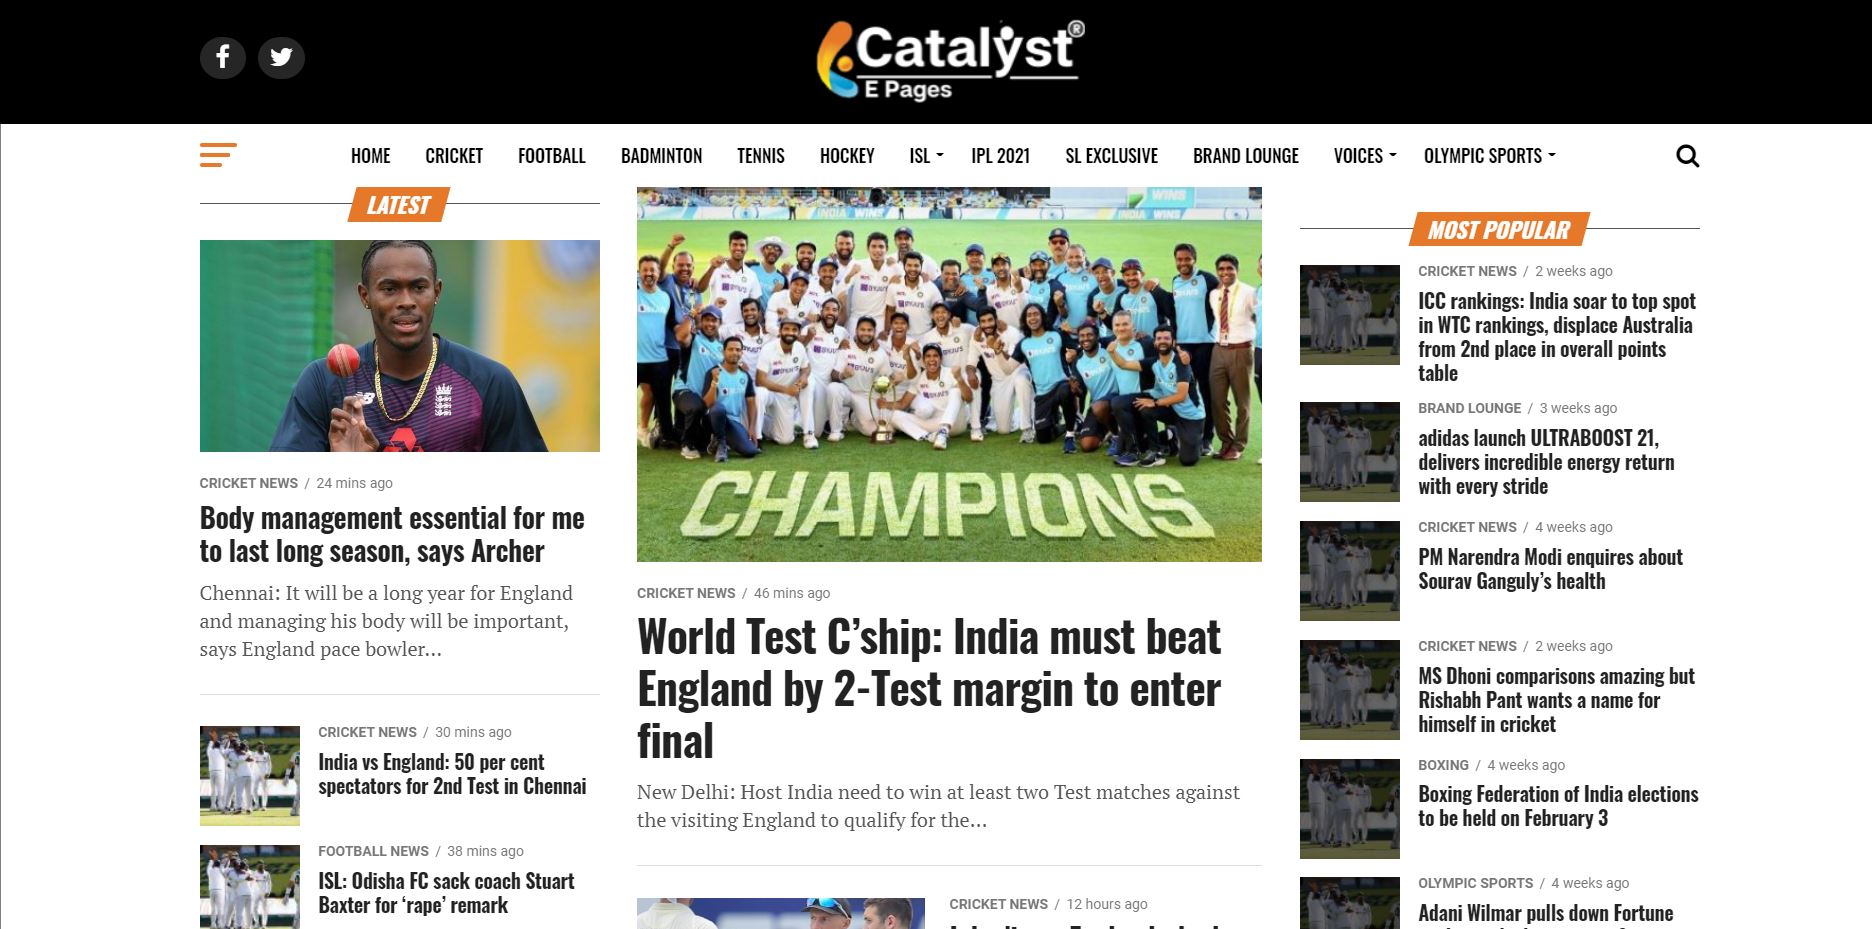 Catalyst®
E Pages
HOME CRICKET FOOTBALL BADMINTON TENNIS HOCKEY ISL IPL 2021 SL EXCLUSIVE BRAND LOUNGE VOICES OLYMPIC SPORTS
LATEST
CRICKET NEWS / 24 mins ago
Body management essential for me
to last long season, says Archer
Chennai: It will be a long year for England
and managing his body will be important,
says England pace bowler...
CRICKET NEWS / 30 mins ago
India vs England: 50 per cent
spectators for 2nd Test in Chennai
FOOTBALL NEWS / 38 mins ago
ISL: Odisha FC sack coach Stuart
Baxter for ‘rape’ remark
WINS
INDIA WINS
INDIA WINS
CHAMPIONS
CRICKET NEWS / 46 mins ago
World Test C’ship: India must beat
England by 2-Test margin to enter
final
New Delhi: Host India need to win at least two Test matches against
the visiting England to qualify for the...
CRICKET NEWS / 12 hours ago
MOST POPULAR
CRICKET NEWS / 2 weeks ago
ICC rankings: India soar to top spot
in WTC rankings, displace Australia
from 2nd place in overall points
table
BRAND LOUNGE / 3 weeks ago
adidas launch ULTRABOOST 21,
delivers incredible energy return
with every stride
CRICKET NEWS / 4 weeks ago
PM Narendra Modi enquires about
Sourav Ganguly’s health
CRICKET NEWS / 2 weeks ago
MS Dhoni comparisons amazing but
Rishabh Pant wants a name for
himself in cricket
BOXING / 4 weeks ago
Boxing Federation of India elections
to be held on February 3
OLYMPIC SPORTS / 4 weeks ago
Adani Wilmar pulls down Fortune